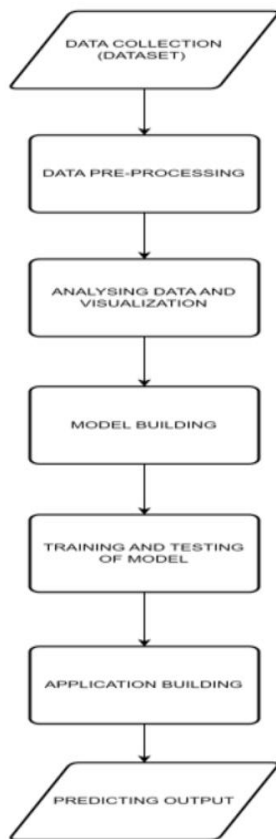 DATA COLLECTION
(DATASET)
DATA PRE-PROCESSING
ANALYSING DATA AND
VISUALIZATION
MODEL BUILDING
TRAINING AND TESTING
OF MODEL
APPLICATION BUILDING
PREDICTING OUTPUT